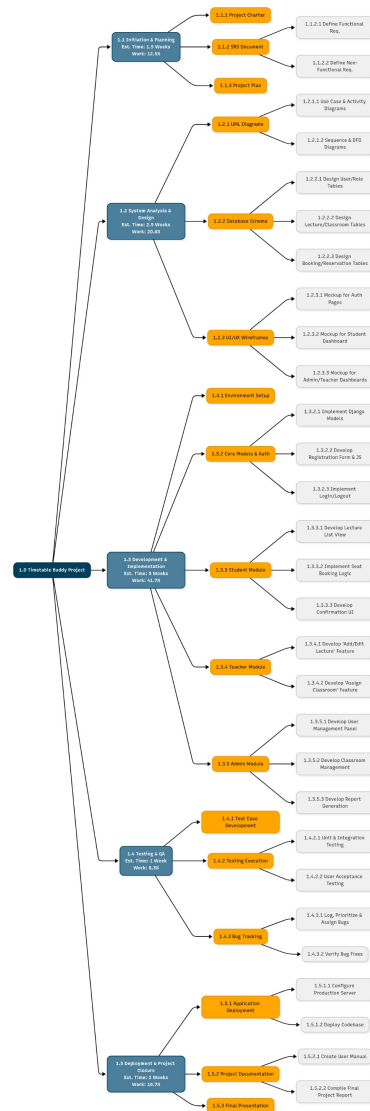 1.0 Timetable Buddy Project
1.1 Initiation & Planning
Est. Time: 1.5 Weeks
Work: 12.5%
1.1.1 Project Charter
1.1.2 SRS Document
1.1.2.1 Define Functional
Req.
1.1.2.2 Define Non-
Functional Req.
1.1.3 Project Plan
1.2 System Analysis &
Design
Est. Time: 2.5 Weeks
Work: 20.8%
1.2.1 UML Diagrams
1.2.1.1 Use Case & Activity
Diagrams
1.2.1.2 Sequence & DFD
Diagrams
1.2.2 Database Schema
1.2.2.1 Design User/Role
Tables
1.2.2.2 Design
Lecture/Classroom Tables
1.2.2.3 Design
Booking/Reservation Tables
1.2.3 UI/UX Wireframes
1.2.3.1 Mockup for Auth
Pages
1.2.3.2 Mockup for Student
Dashboard
1.2.3.3 Mockup for
Admin/Teacher Dashboards
1.3 Development &
Implementation
Est. Time: 5 Weeks
Work: 41.7%
1.3.1 Environment Setup
1.3.2 Core Models & Auth
1.3.2.1 Implement Django
Models
1.3.2.2 Develop
Registration Form & JS
1.3.2.3 Implement
Login/Logout
1.3.3 Student Module
1.3.3.1 Develop Lecture
List View
1.3.3.2 Implement Seat
Booking Logic
1.3.3.3 Develop
Confirmation UI
1.3.4 Teacher Module
1.3.4.1 Develop 'Add/Edit
Lecture' Feature
1.3.4.2 Develop 'Assign
Classroom' Feature
1.3.5 Admin Module
1.3.5.1 Develop User
Management Panel
1.3.5.2 Develop Classroom
Management
1.3.5.3 Develop Report
Generation
1.4 Testing & QA
Est. Time: 1 Week
Work: 8.3%
1.4.1 Test Case
Development
1.4.2 Testing Execution
1.4.2.1 Unit & Integration
Testing
1.4.2.2 User Acceptance
Testing
1.4.3 Bug Tracking
1.4.3.1 Log, Prioritize &
Assign Bugs
1.4.3.2 Verify Bug Fixes
1.5 Deployment & Project
Closure
Est. Time: 2 Weeks
Work: 16.7%
1.5.1 Application
Deployment
1.5.1.1 Configure
Production Server
1.5.1.2 Deploy Codebase
1.5.2 Project Documentation
1.5.2.1 Create User Manual
1.5.2.2 Compile Final
Project Report
1.5.3 Final Presentation